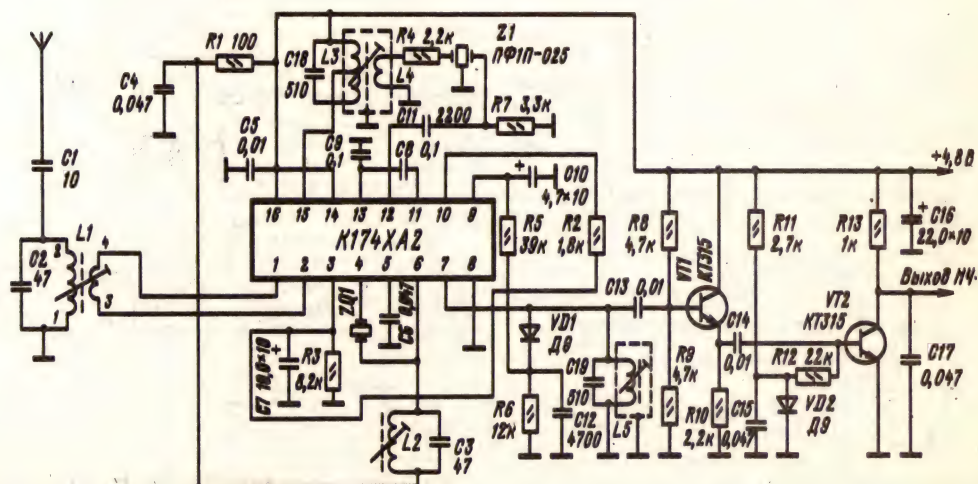 R1 100
C4
0,047
C1
10
C18
510
L3
L4
R4 2,2к
Z1
ПФ1П-025
C11
2200
R7 3,3к
C5
0,01
C9
0,1
C8
0,1
C10
4,7×10
+
16 15 14 13 12 11 10 9
К174ХА2
1 2 3 4 5 6 7 8
L1
C2
47
2
1
4
3
ZQ1
C6
0,047
C7 10,0×10
+
R3
8,2к
R5
39к
R2
1,8к
R8
4,7к
VT1
КТ315
R11
2,7к
R13
1к
+4,8В
+
C16
22,0×10
Выход НЧ
C13 0,01
VD1
Д9
C19
510
L5
R6
12к
C12
4700
R9
4,7к
R10
2,2к
C14
0,01
R12 22к
VT2
КТ315
C15
0,047
VD2
Д9
C17
0,047
L2
C3
47